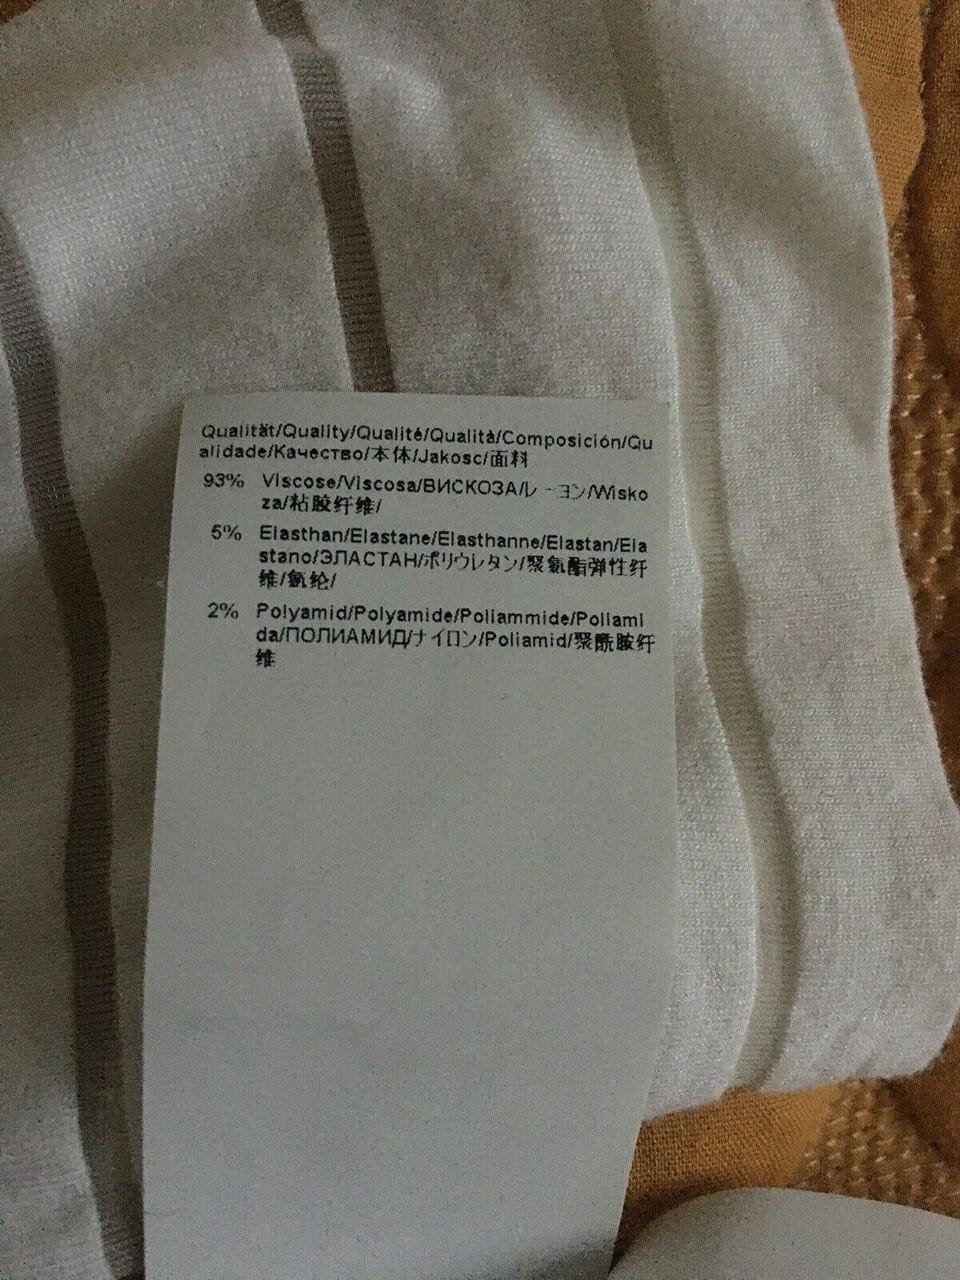 Qualität/Quality/Qualité/Qualità/Composición/Qu
alidade/Качество/本体/Jakosc/面料
93% Viscose/Viscosa/ВИСКОЗА/レーヨン/Wisko
za/粘胶纤维/
5% Elasthan/Elastane/Elasthanne/Elastan/Ela
stano/ЭЛАСТАН/ポリウレタン/聚氨酯弹性纤
维/氨纶/
2% Polyamid/Polyamide/Poliammide/Poliami
da/ПОЛИАМИД/ナイロン/Poliamid/聚酰胺纤
维